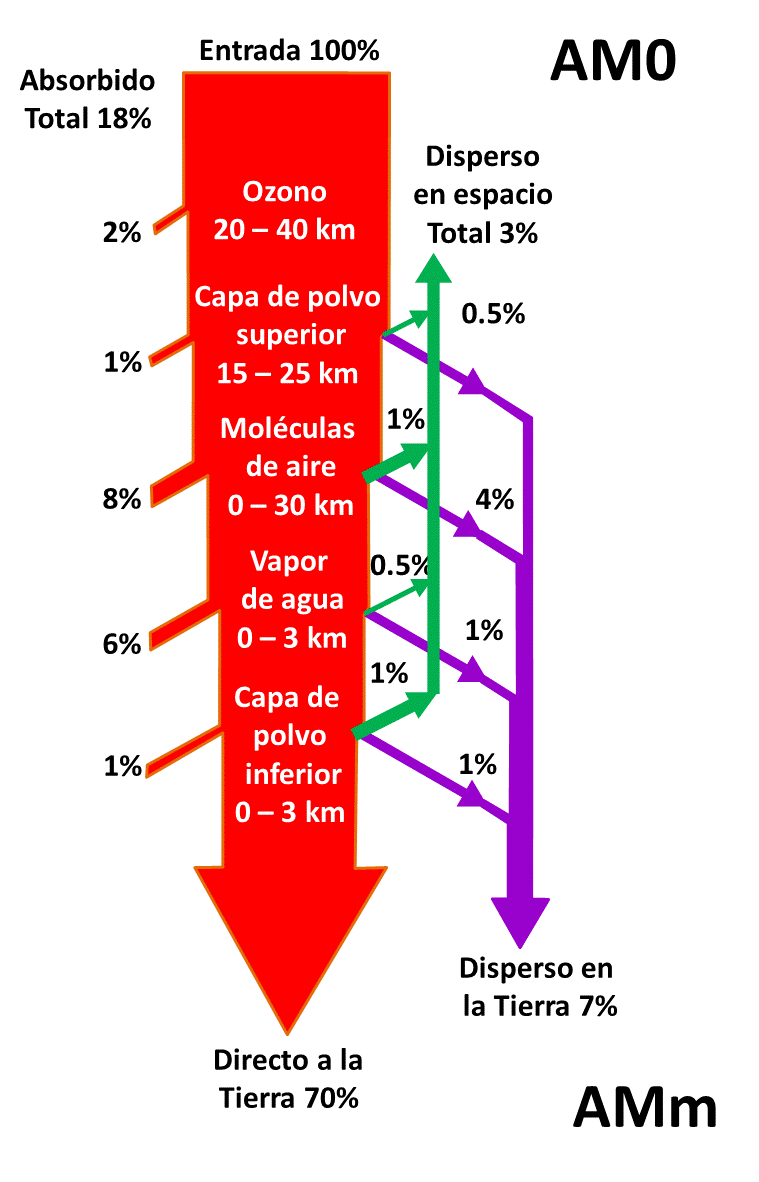 Entrada 100%
AM0
Absorbido
Total 18%
Disperso
en espacio
Total 3%
Ozono
20 – 40 km
2%
Capa de polvo
superior
15 – 25 km
0.5%
1%
Moléculas
de aire
0 – 30 km
1%
8%
4%
Vapor
de agua
0 – 3 km
0.5%
6%
1%
Capa de
polvo
inferior
0 – 3 km
1%
1%
1%
Disperso en
la Tierra 7%
Directo a la
Tierra 70%
AMm